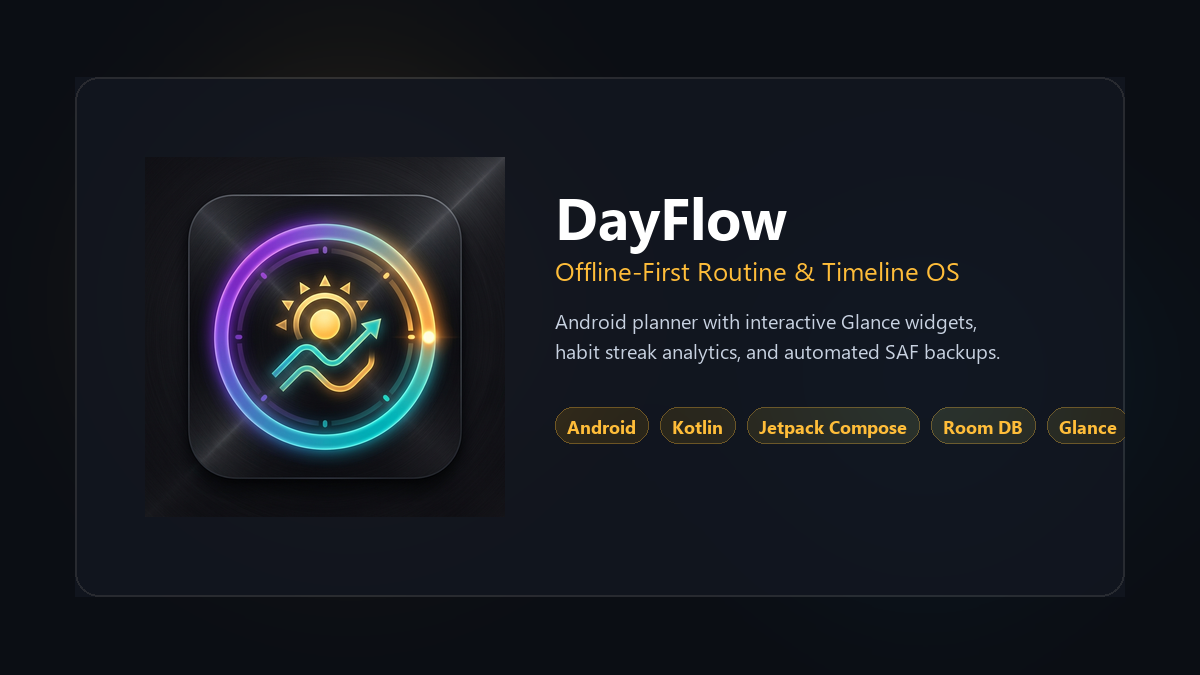 DayFlow
Offline-First Routine & Timeline OS
Android planner with interactive Glance widgets,
habit streak analytics, and automated SAF backups.
Android Kotlin Jetpack Compose Room DB Glance